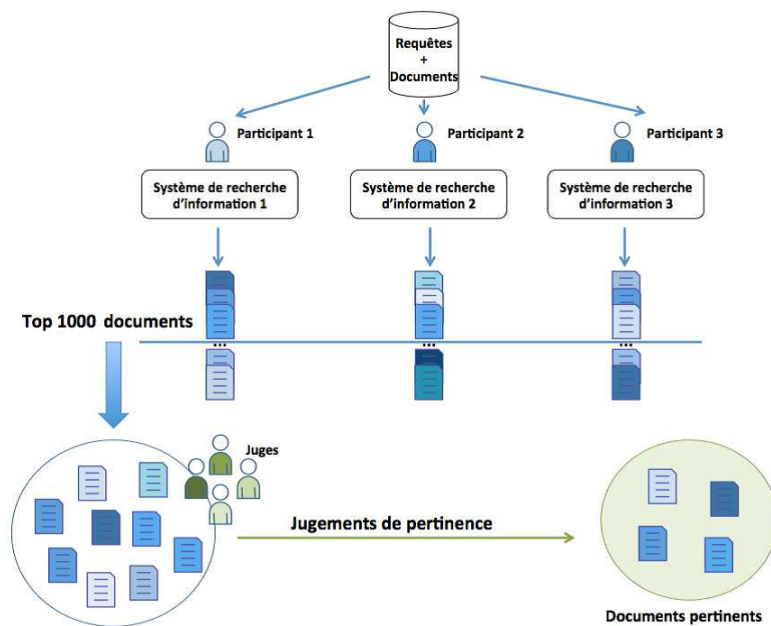 Requêtes
+
Documents
Participant 1
Participant 2
Participant 3
Système de recherche
d'information 1
Système de recherche
d'information 2
Système de recherche
d'information 3
Top 1000 documents
...
...
...
Juges
Jugements de pertinence
Documents pertinents